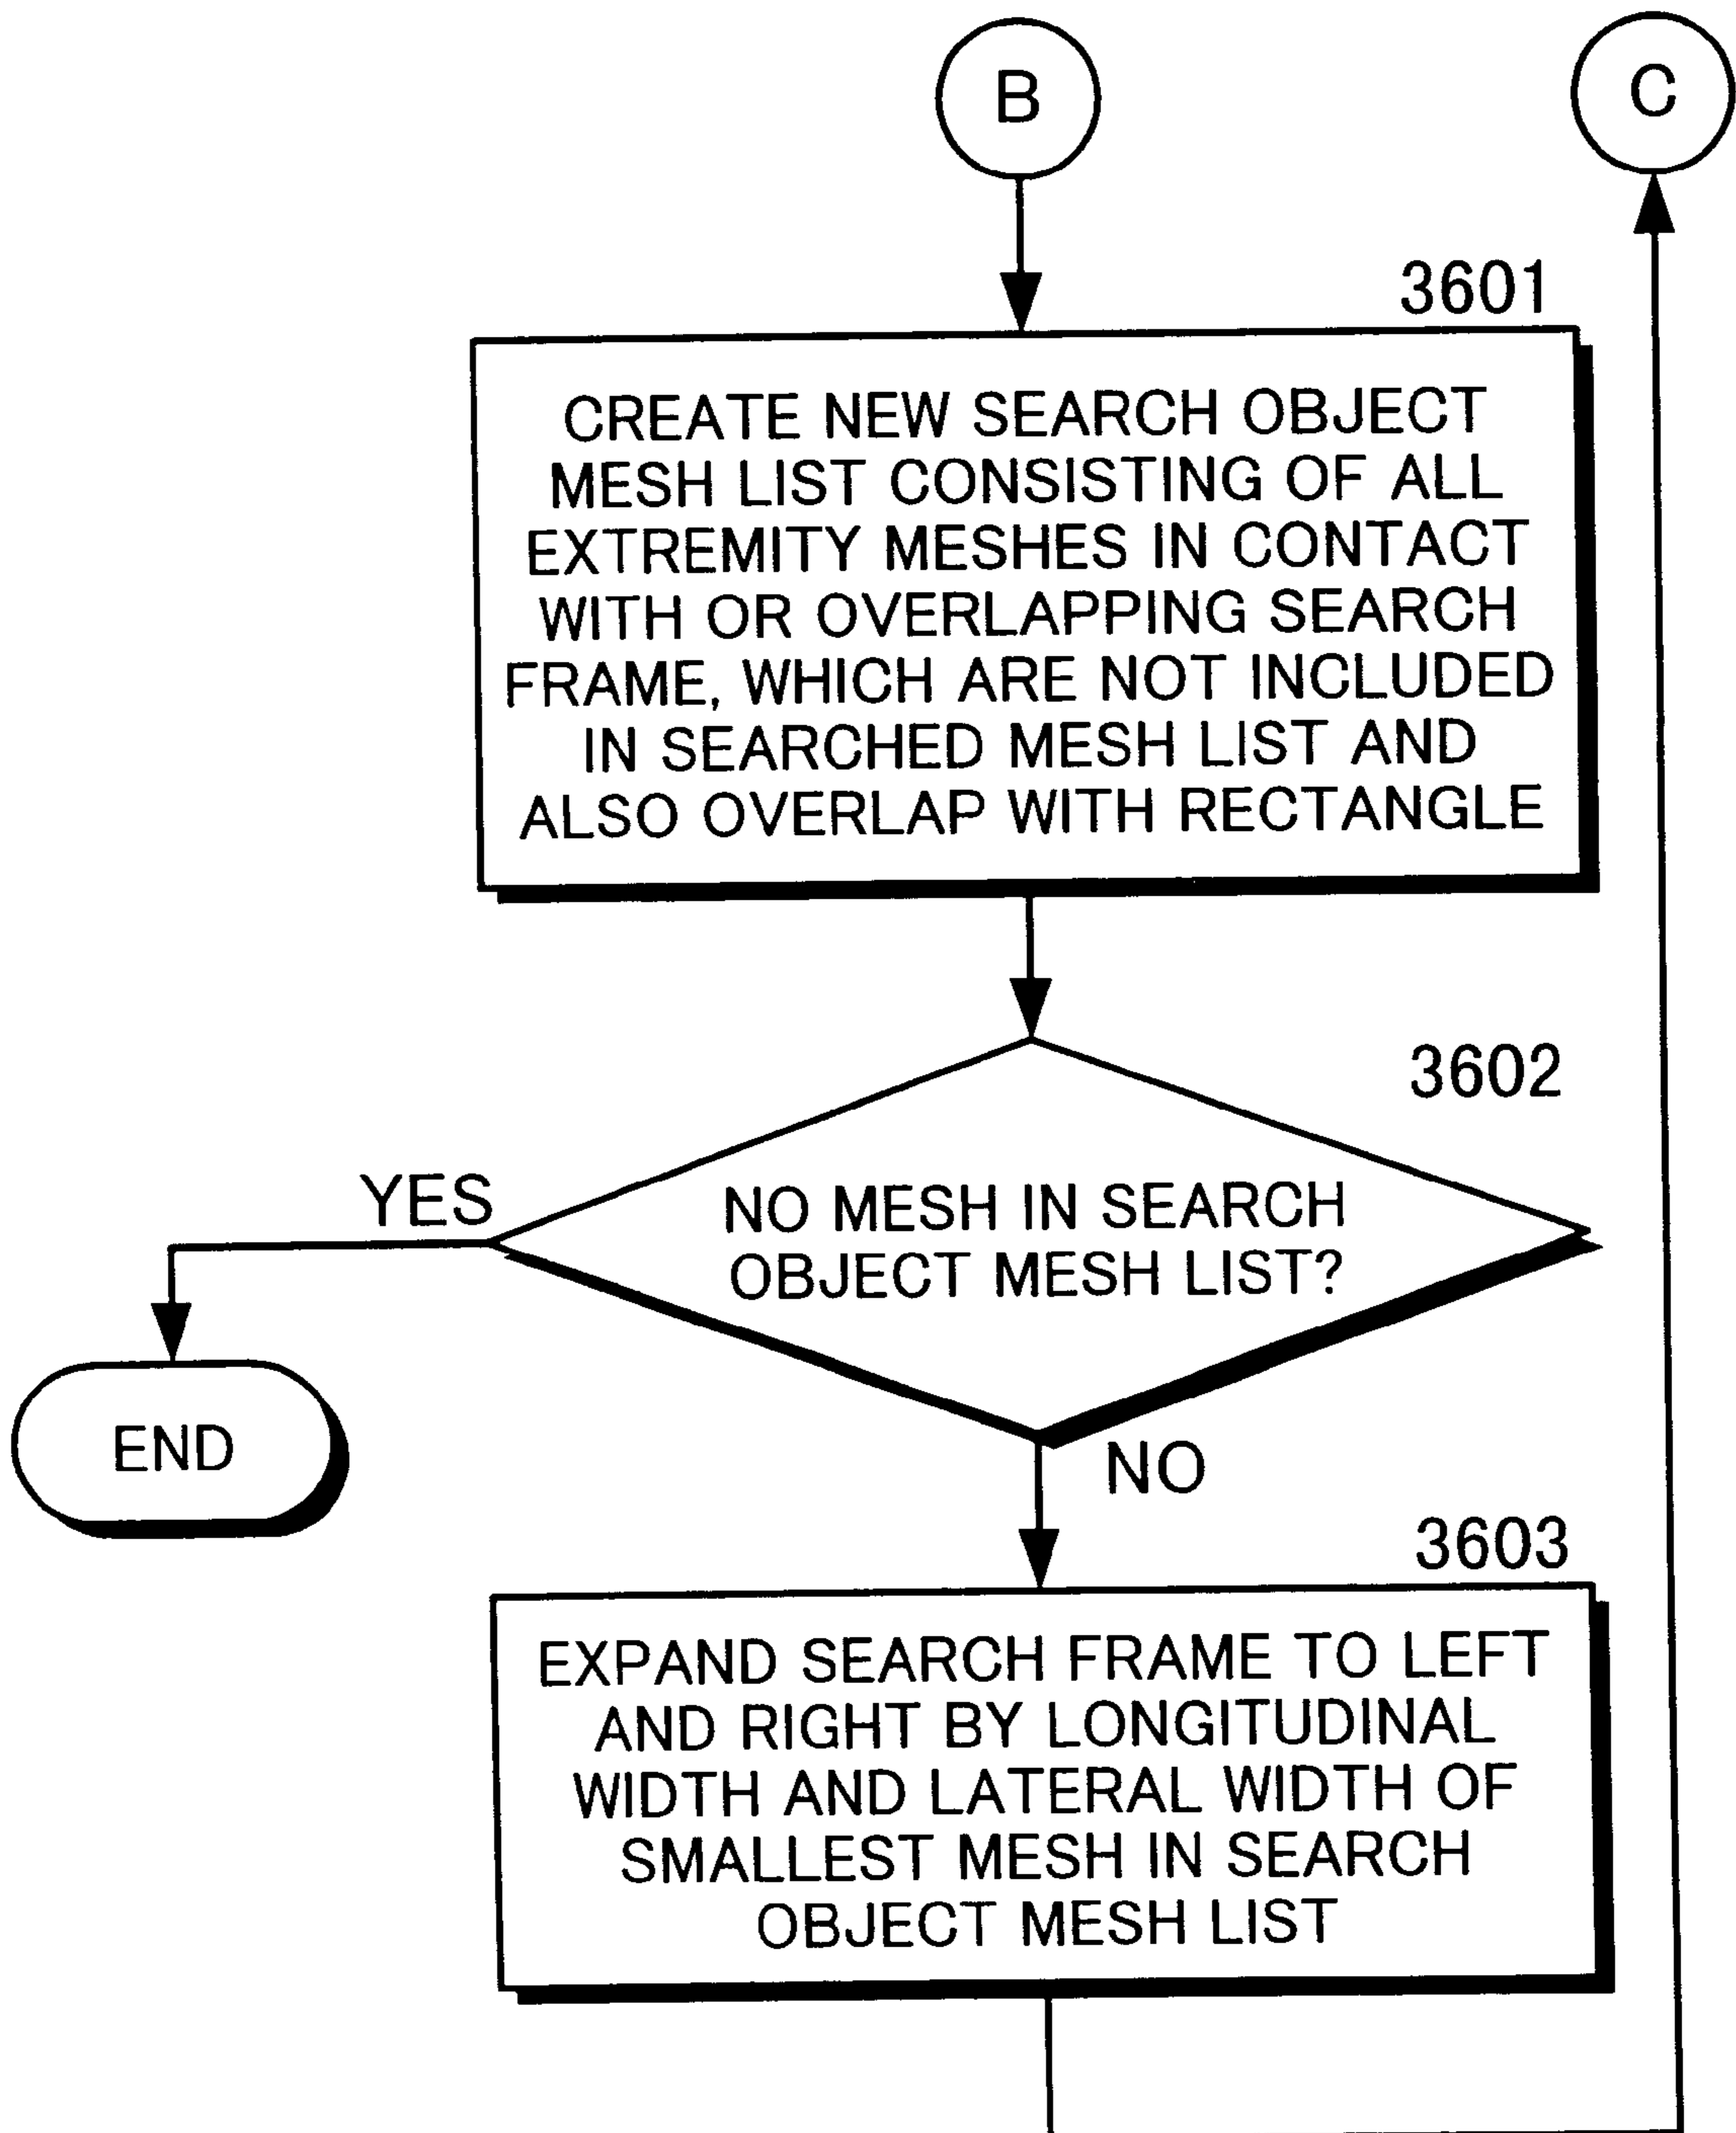 B
C
3601
CREATE NEW SEARCH OBJECT
MESH LIST CONSISTING OF ALL
EXTREMITY MESHES IN CONTACT
WITH OR OVERLAPPING SEARCH
FRAME, WHICH ARE NOT INCLUDED
IN SEARCHED MESH LIST AND
ALSO OVERLAP WITH RECTANGLE
3602
YES
NO MESH IN SEARCH
OBJECT MESH LIST?
END
NO
3603
EXPAND SEARCH FRAME TO LEFT
AND RIGHT BY LONGITUDINAL
WIDTH AND LATERAL WIDTH OF
SMALLEST MESH IN SEARCH
OBJECT MESH LIST